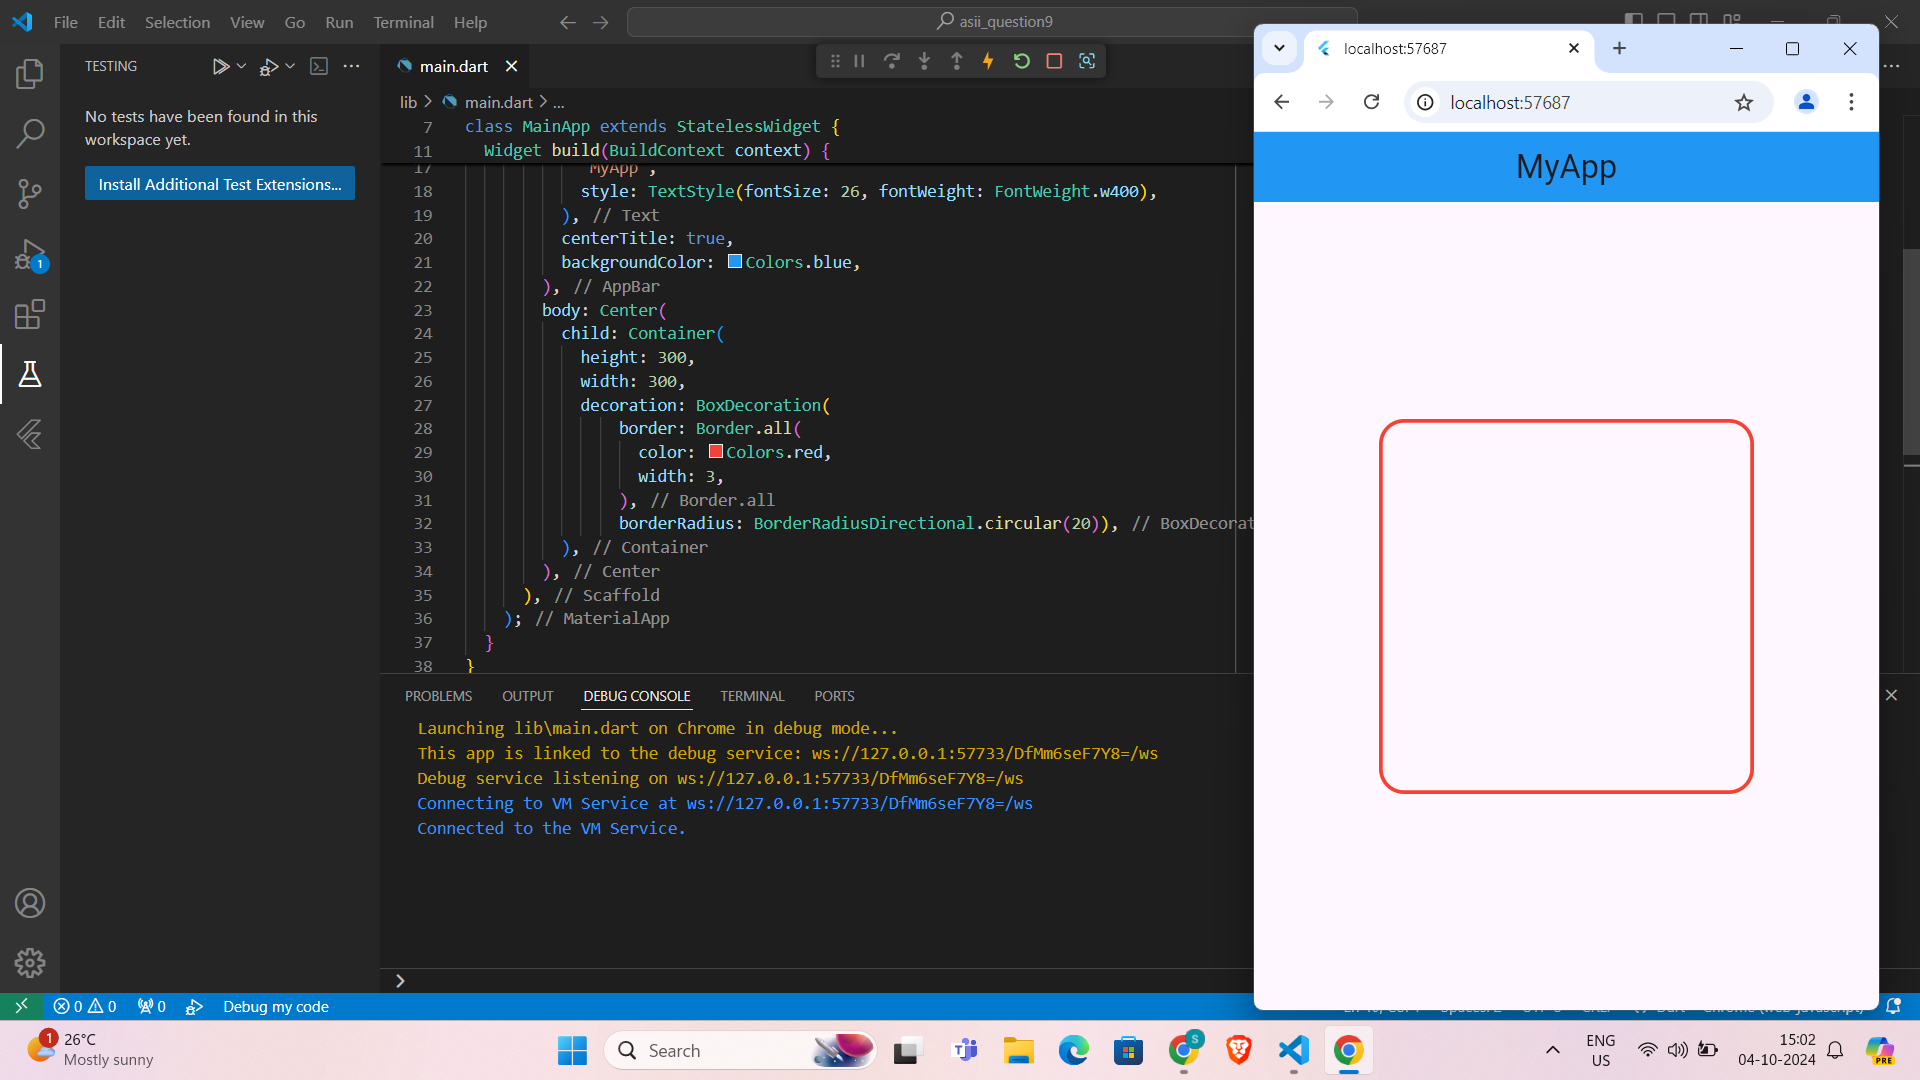 File Edit Selection View Go Run Terminal Help
asii_question9
TESTING
No tests have been found in this
workspace yet.
Install Additional Test Extensions...
1
main.dart
lib > main.dart > ...
7 class MainApp extends StatelessWidget {
11 Widget build(BuildContext context) {
17 MyApp ,
18 style: TextStyle(fontSize: 26, fontWeight: FontWeight.w400),
19 ), // Text
20 centerTitle: true,
21 backgroundColor: Colors.blue,
22 ), // AppBar
23 body: Center(
24 child: Container(
25 height: 300,
26 width: 300,
27 decoration: BoxDecoration(
28 border: Border.all(
29 color: Colors.red,
30 width: 3,
31 ), // Border.all
32 borderRadius: BorderRadiusDirectional.circular(20)), // BoxDecorat
33 ), // Container
34 ), // Center
35 ), // Scaffold
36 ); // MaterialApp
37 }
38 }
PROBLEMS OUTPUT DEBUG CONSOLE TERMINAL PORTS
Launching lib\main.dart on Chrome in debug mode...
This app is linked to the debug service: ws://127.0.0.1:57733/DfMm6seF7Y8=/ws
Debug service listening on ws://127.0.0.1:57733/DfMm6seF7Y8=/ws
Connecting to VM Service at ws://127.0.0.1:57733/DfMm6seF7Y8=/ws
Connected to the VM Service.
localhost:57687
localhost:57687
MyApp
0 0 0 Debug my code
1 26°C
Mostly sunny
Search
S
ENG
US
15:02
04-10-2024
PRE